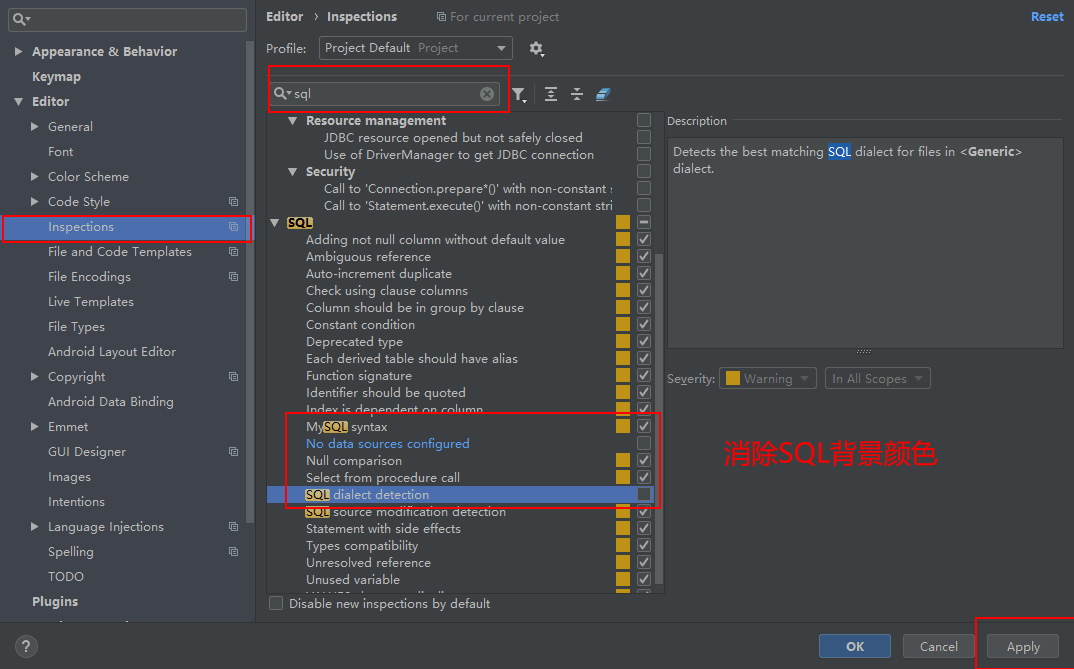 Appearance & Behavior
Keymap
Editor
General
Font
Color Scheme
Code Style
Inspections
File and Code Templates
File Encodings
Live Templates
File Types
Android Layout Editor
Copyright
Android Data Binding
Emmet
GUI Designer
Images
Intentions
Language Injections
Spelling
TODO
Plugins
Editor › Inspections For current project Reset
Profile: Project Default Project
sql
Resource management
JDBC resource opened but not safely closed
Use of DriverManager to get JDBC connection
Security
Call to 'Connection.prepare*()' with non-constant
Call to 'Statement.execute()' with non-constant stri
SQL
Adding not null column without default value
Ambiguous reference
Auto-increment duplicate
Check using clause columns
Column should be in group by clause
Constant condition
Deprecated type
Each derived table should have alias
Function signature
Identifier should be quoted
Index is dependent on column
MySQL syntax
No data sources configured
Null comparison
Select from procedure call
SQL dialect detection
SQL source modification detection
Statement with side effects
Types compatibility
Unresolved reference
Unused variable
Disable new inspections by default
Description
Detects the best matching SQL dialect for files in <Generic>
dialect.
Severity: Warning In All Scopes
消除SQL背景颜色
? OK Cancel Apply